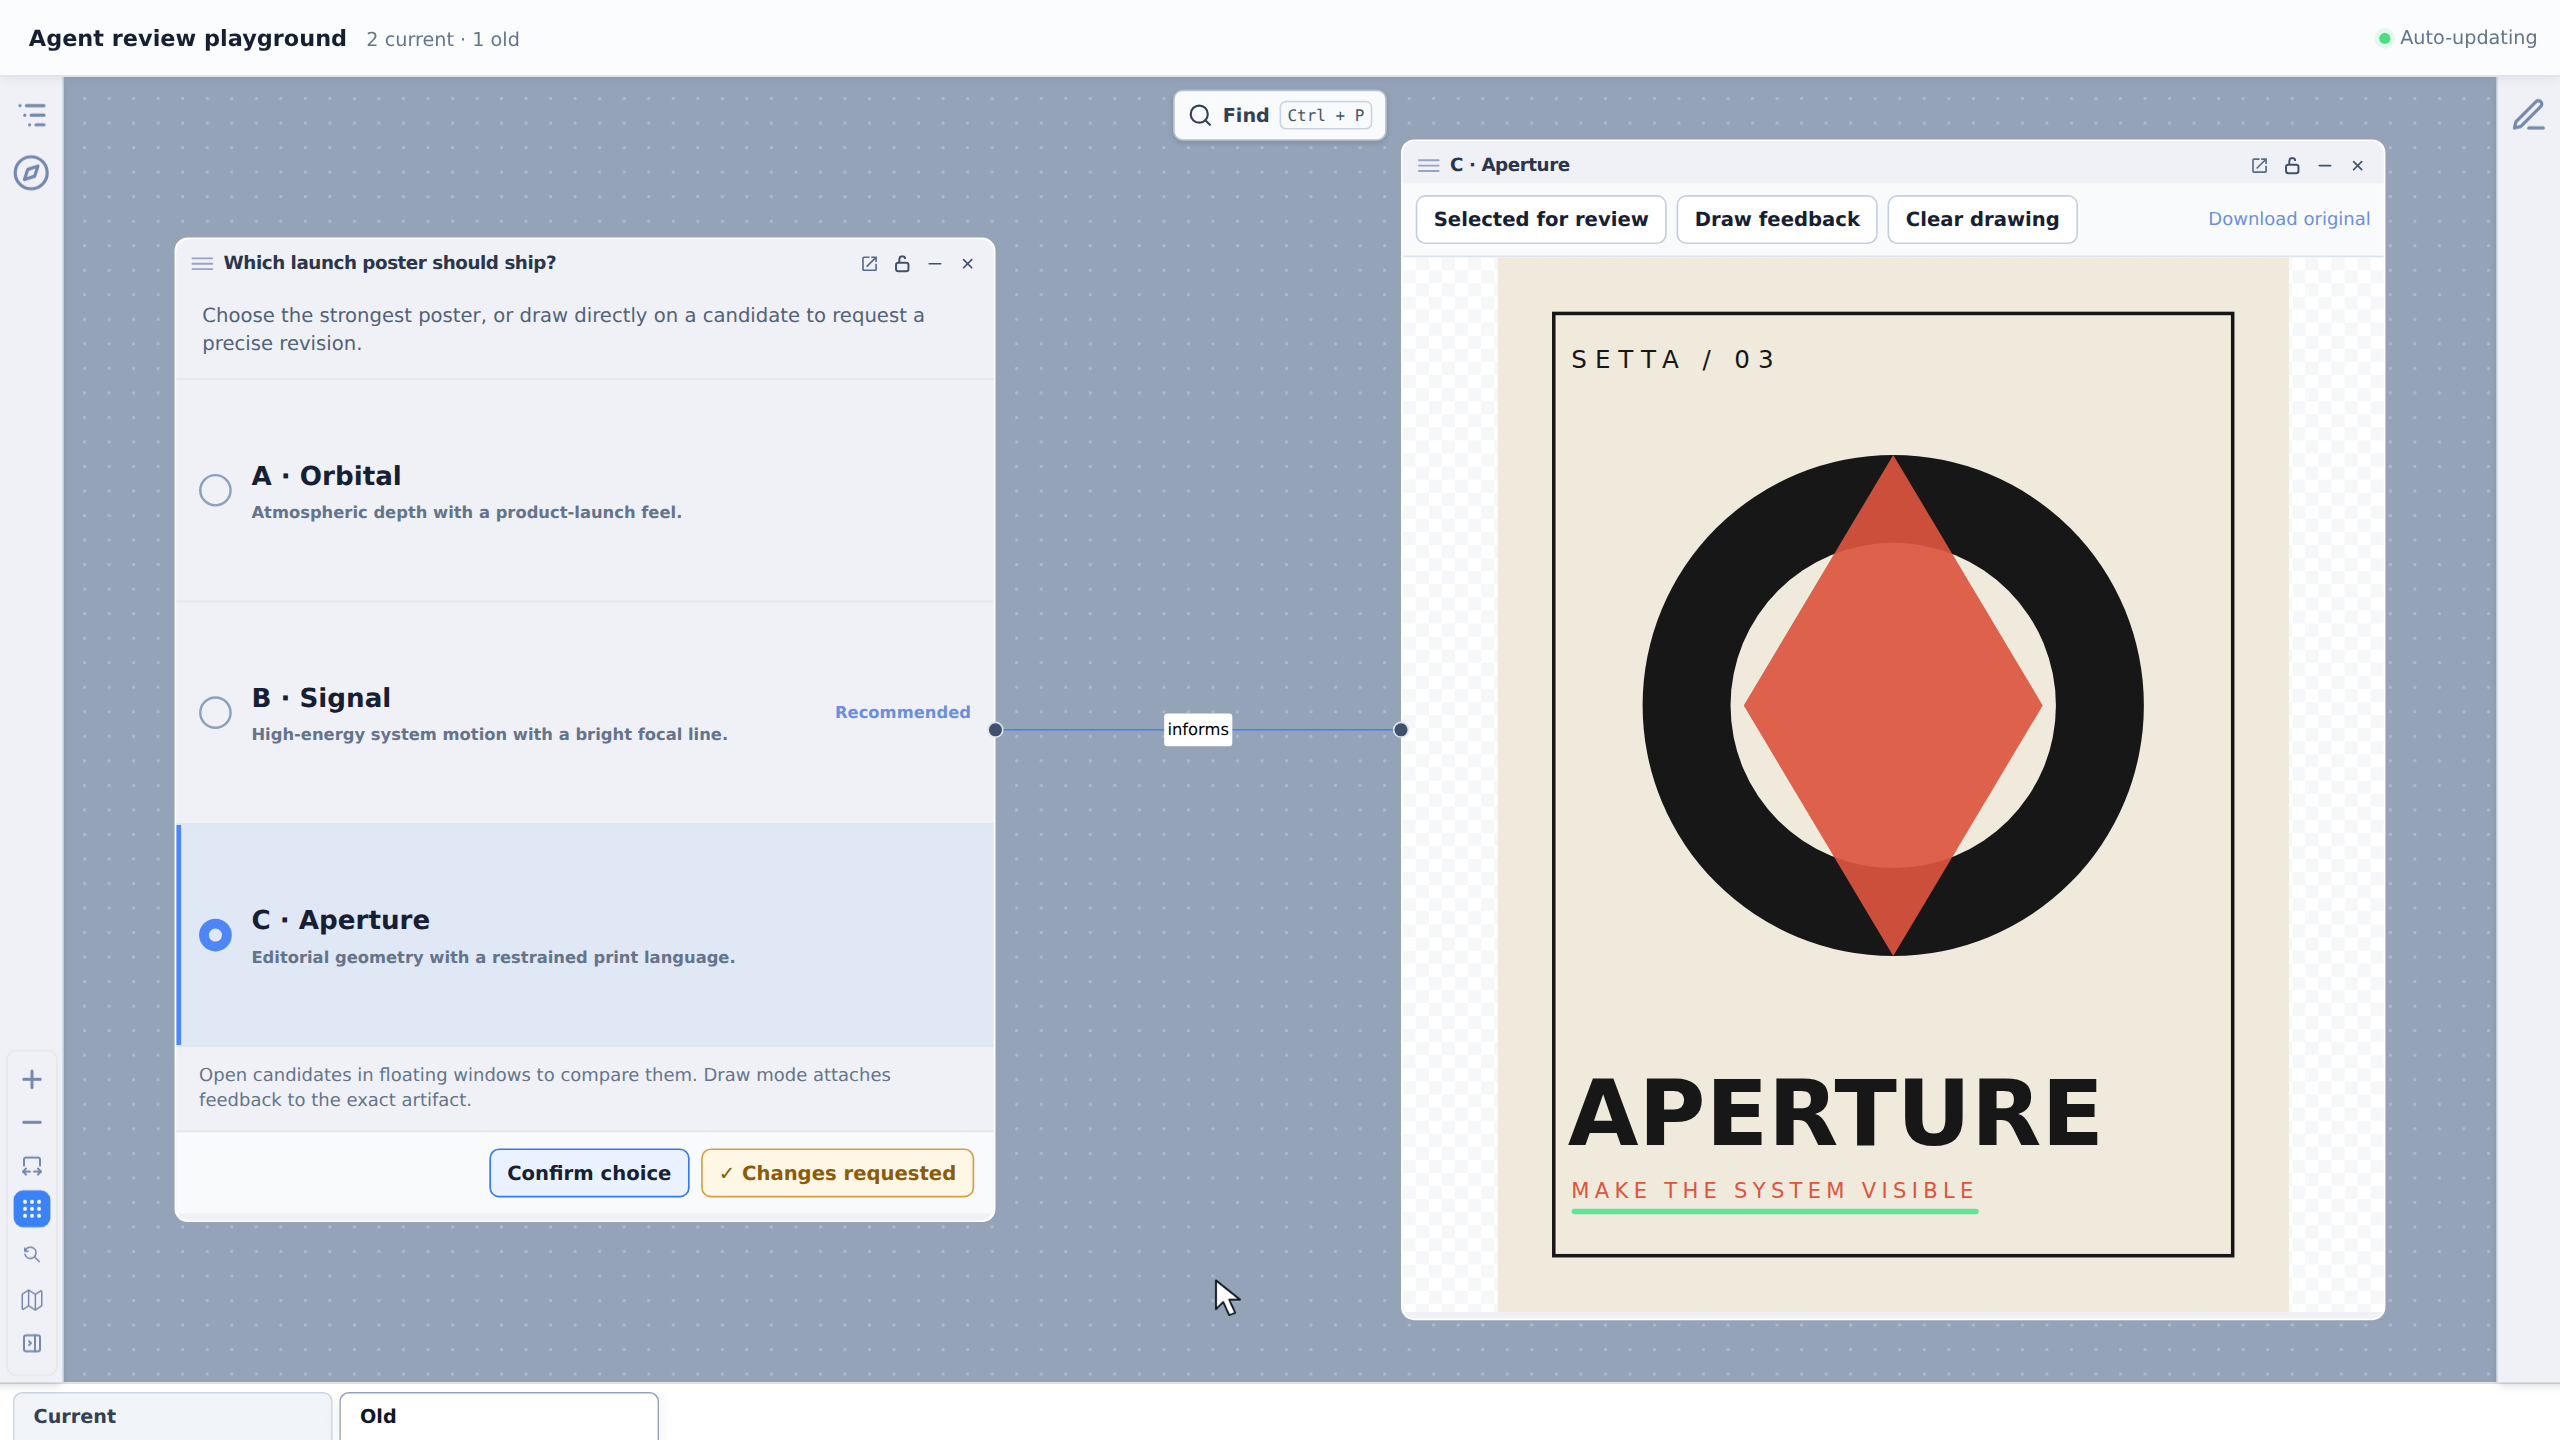 Agent review playground 2 current · 1 old
Auto-updating
Find Ctrl + P
Which launch poster should ship?
Choose the strongest poster, or draw directly on a candidate to request a
precise revision.
A · Orbital
Atmospheric depth with a product-launch feel.
B · Signal
High-energy system motion with a bright focal line.
Recommended
C · Aperture
Editorial geometry with a restrained print language.
Open candidates in floating windows to compare them. Draw mode attaches
feedback to the exact artifact.
Confirm choice
✓ Changes requested
informs
C · Aperture
Selected for review
Draw feedback
Clear drawing
Download original
SETTA / 03
APERTURE
MAKE THE SYSTEM VISIBLE
Current
Old